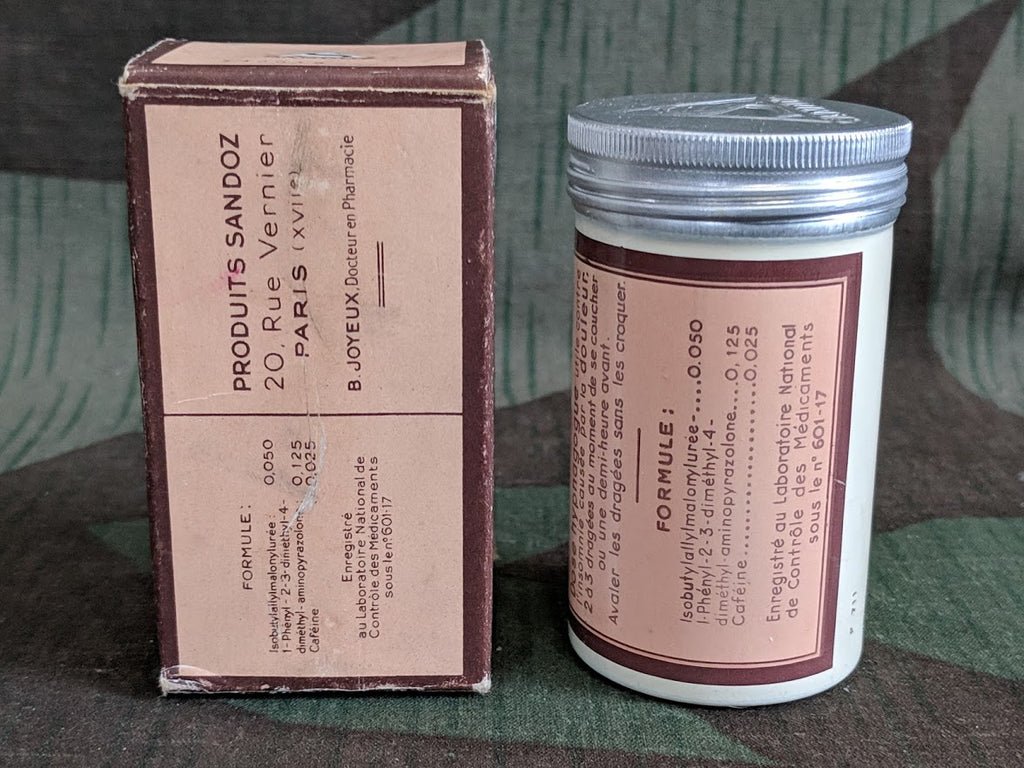 PRODUITS SANDOZ
20, Rue Vernier
PARIS (XVIIe)
B. JOYEUX, Docteur en Pharmacie
FORMULE:
Isobutylallylmalonylurée: 0,050
1-Phényl-2-3-diméthyl-4-
diméthyl-aminopyrazolone 0,125
Caféine 0,025
Enregistré
au Laboratoire National de
Contrôle des Médicaments
sous le n° 601-17
SANDOZ
l'insomnie causée par la douleur.
2 à 3 dragées au moment de se coucher
ou une demi-heure avant.
Avaler les dragées sans les croquer.
FORMULE:
Isobutylallylmalonylurée-....0.050
1-Phényl-2-3-diméthyl-4-
diméthyl-aminopyrazolone....0,125
Caféine....................0,025
Enregistré au Laboratoire National
de Contrôle des Médicaments
sous le n° 601-17
F 711